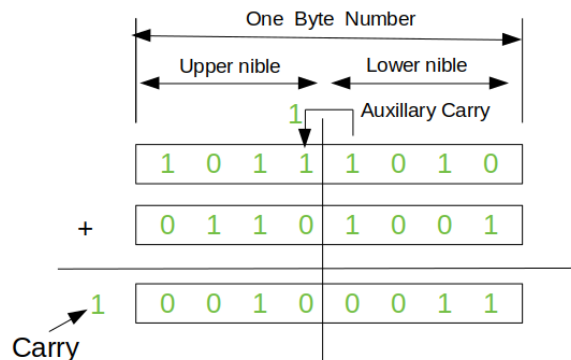 One Byte Number
Upper nible Lower nible
1 Auxillary Carry
1 0 1 1 1 0 1 0
+ 0 1 1 0 1 0 0 1
1 0 0 1 0 0 0 1 1
Carry